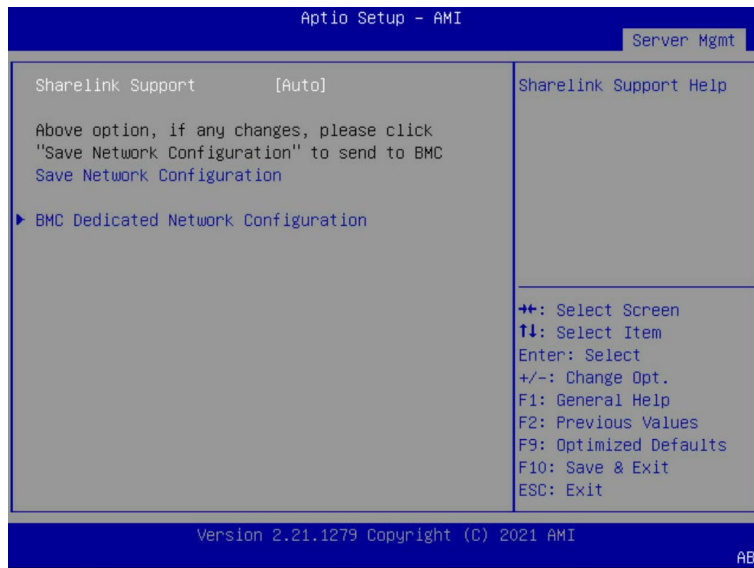 Aptio Setup – AMI
Server Mgmt
Sharelink Support [Auto]
Above option, if any changes, please click
"Save Network Configuration" to send to BMC
Save Network Configuration
BMC Dedicated Network Configuration
Sharelink Support Help
→←: Select Screen
↑↓: Select Item
Enter: Select
+/-: Change Opt.
F1: General Help
F2: Previous Values
F9: Optimized Defaults
F10: Save & Exit
ESC: Exit
Version 2.21.1279 Copyright (C) 2021 AMI
AB